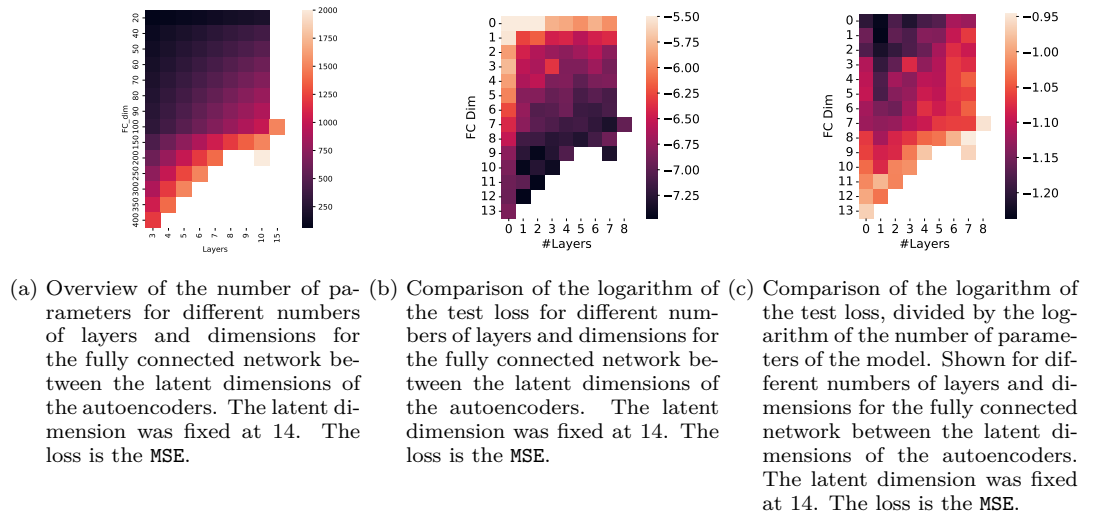 20
30
40
50
60
70
80
90
100
150
200
250
300
350
400
FC_dim
3
4
5
6
7
8
9
10
15
Layers
2000
1750
1500
1250
1000
750
500
250
0
1
2
3
4
5
6
7
8
9
10
11
12
13
FC Dim
0 1 2 3 4 5 6 7 8
#Layers
−5.50
−5.75
−6.00
−6.25
−6.50
−6.75
−7.00
−7.25
0
1
2
3
4
5
6
7
8
9
10
11
12
13
FC Dim
0 1 2 3 4 5 6 7 8
#Layers
−0.95
−1.00
−1.05
−1.10
−1.15
−1.20
(a) Overview of the number of pa-
rameters for different numbers
of layers and dimensions for
the fully connected network be-
tween the latent dimensions of
the autoencoders. The latent di-
mension was fixed at 14. The
loss is the MSE.
(b) Comparison of the logarithm of
the test loss for different num-
bers of layers and dimensions for
the fully connected network be-
tween the latent dimensions of
the autoencoders. The latent
dimension was fixed at 14. The
loss is the MSE.
(c) Comparison of the logarithm of
the test loss, divided by the log-
arithm of the number of parame-
ters of the model. Shown for dif-
ferent numbers of layers and di-
mensions for the fully connected
network between the latent di-
mensions of the autoencoders.
The latent dimension was fixed
at 14. The loss is the MSE.